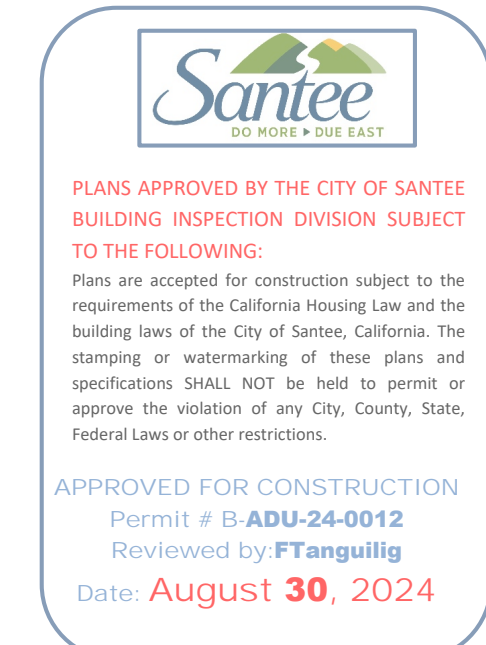 Santee
DO MORE ▶ DUE EAST
PLANS APPROVED BY THE CITY OF SANTEE
BUILDING INSPECTION DIVISION SUBJECT
TO THE FOLLOWING:
Plans are accepted for construction subject to the
requirements of the California Housing Law and the
building laws of the City of Santee, California. The
stamping or watermarking of these plans and
specifications SHALL NOT be held to permit or
approve the violation of any City, County, State,
Federal Laws or other restrictions.
APPROVED FOR CONSTRUCTION
Permit # B-ADU-24-0012
Reviewed by:FTanguilig
Date: August 30, 2024